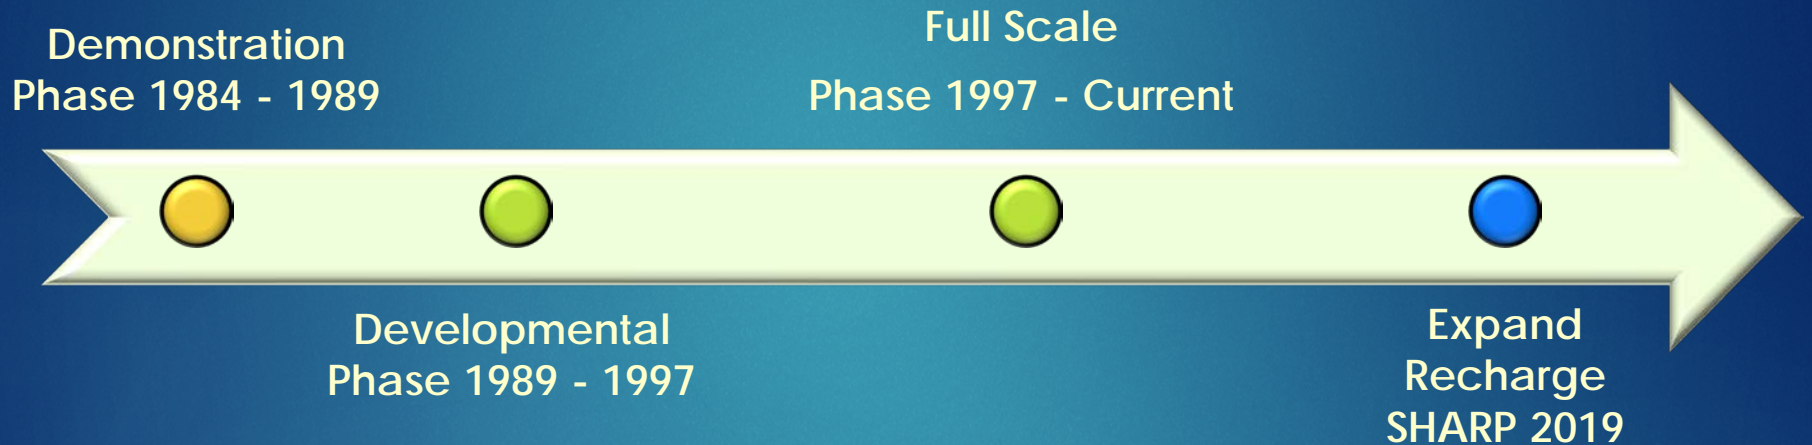 Demonstration
Phase 1984 - 1989
Developmental
Phase 1989 - 1997
Full Scale
Phase 1997 - Current
Expand
Recharge
SHARP 2019